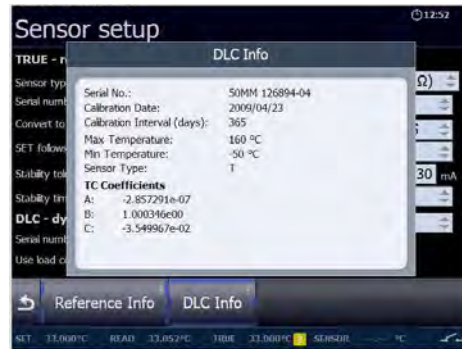 Sensor setup
12:52
TRUE - r
DLC Info
Sensor typ
Ω)
Serial numb
Convert to
SET follow
Stability tol
30 mA
Stability tim
DLC - dy
Serial numb
Use load c
Serial No.: 50MM 126894-04
Calibration Date: 2009/04/23
Calibration Interval (days): 365
Max Temperature: 160 °C
Min Temperature: -50 °C
Sensor Type: T
TC Coefficients
A: -2.857291e-07
B: 1.000346e00
C: -3.549967e-02
Reference Info
DLC Info
SET 33.000°C READ 33.052°C TRUE 33.000°C SENSOR °C